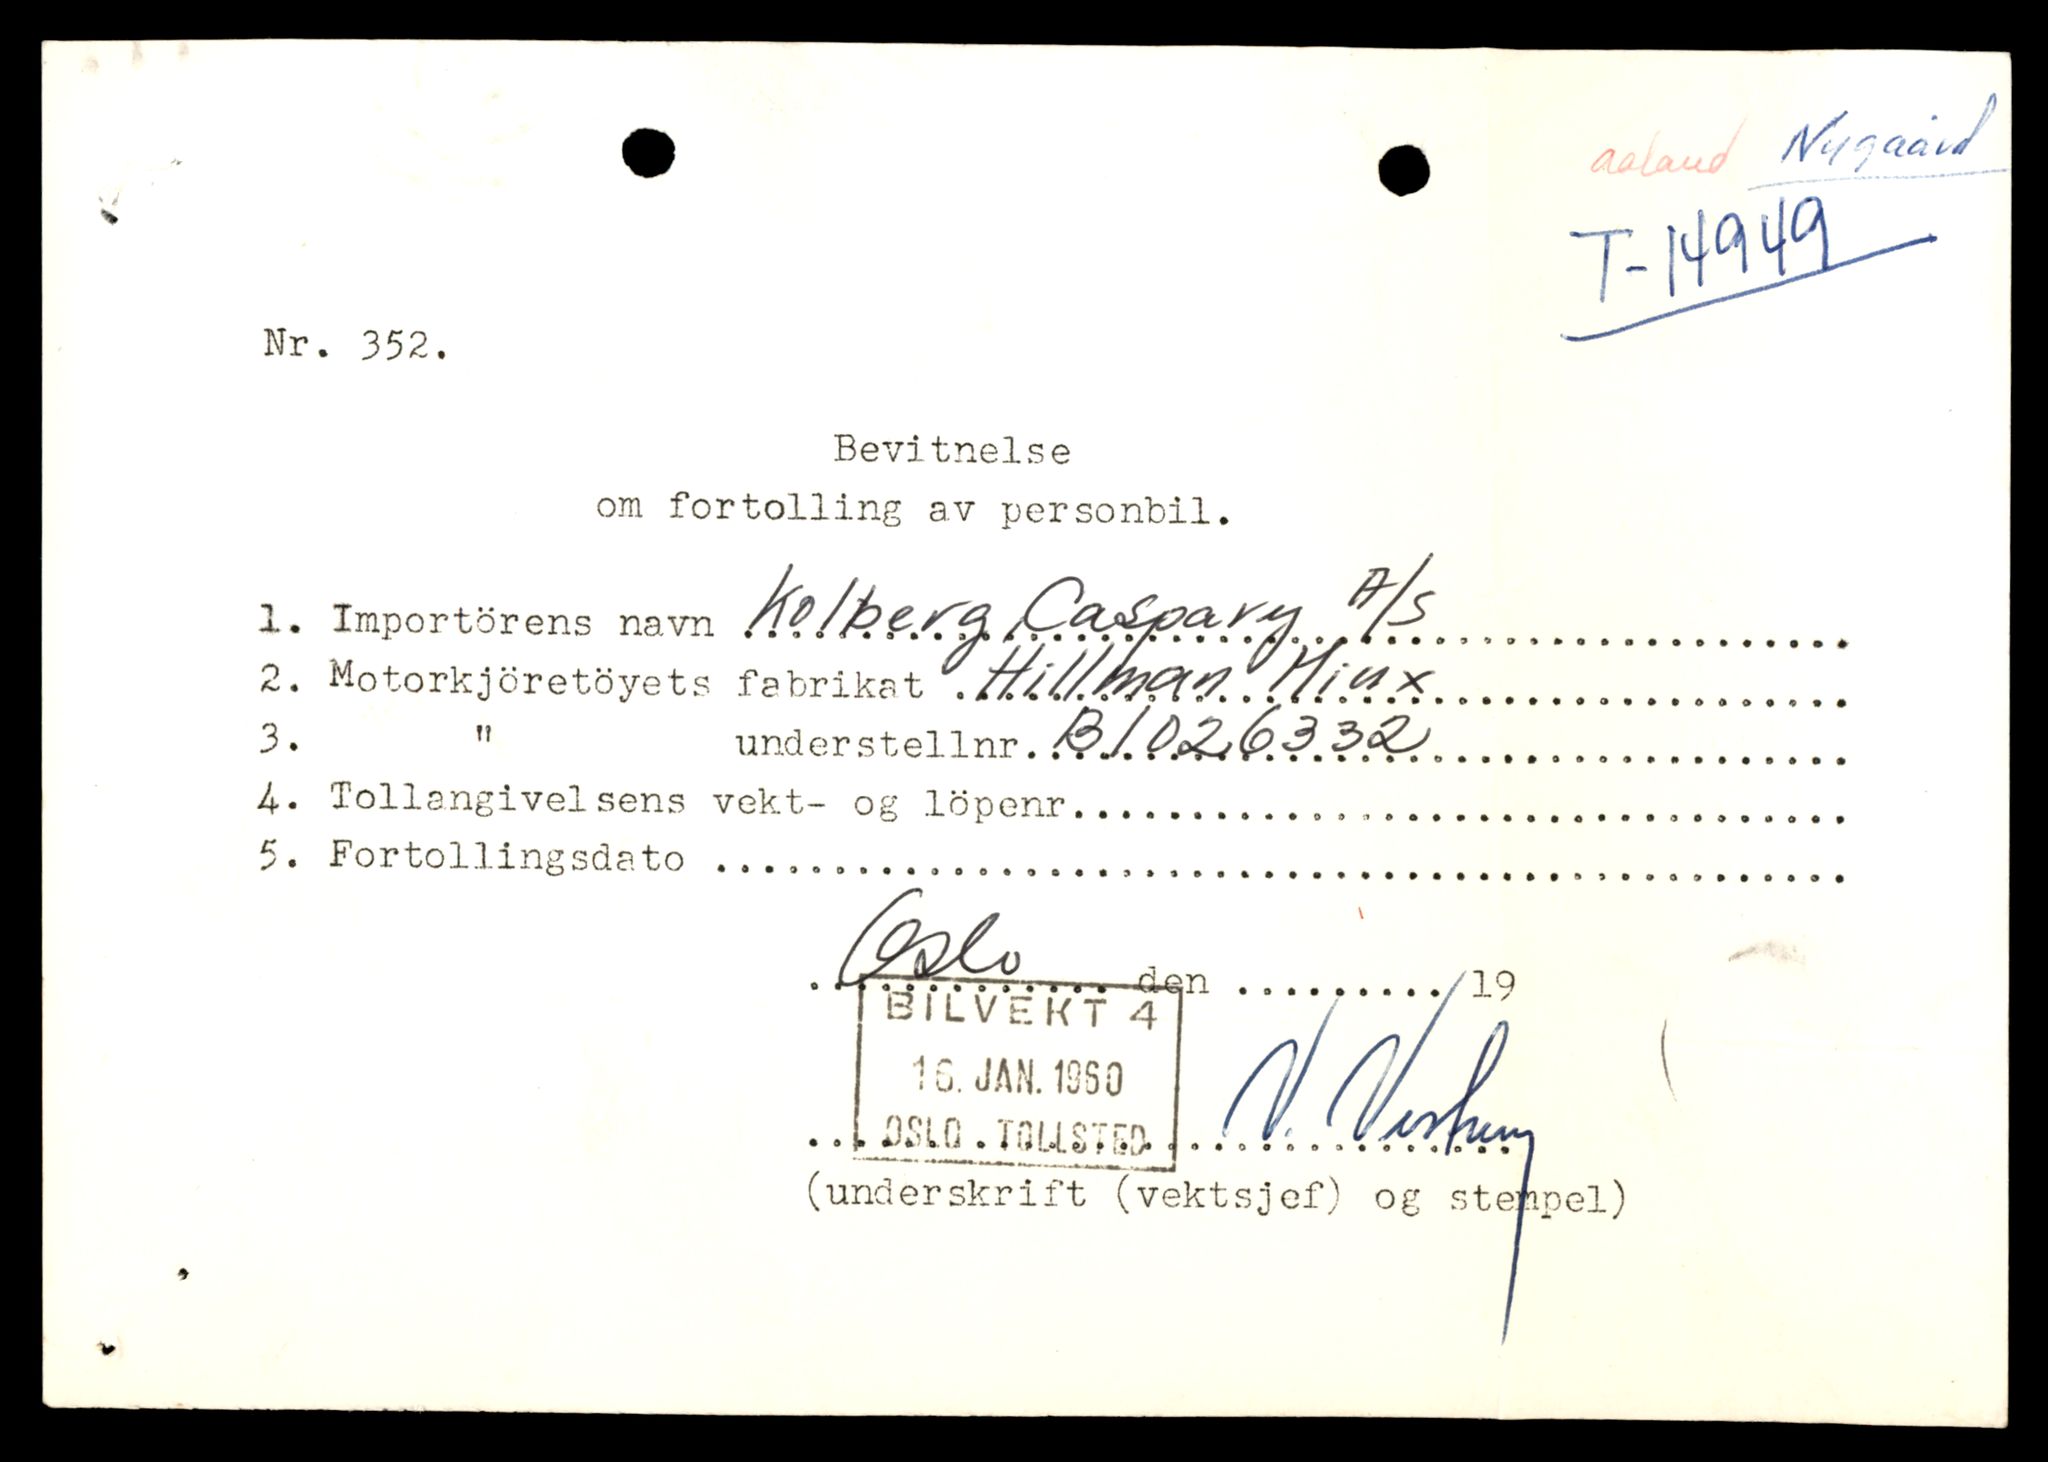 aaland Nygaard
T-14949
Nr. 352.
Bevitnelse
om fortolling av personbil.
1. Importörens navn Kolberg Caspary A/S
2. Motorkjöretöyets fabrikat Hillman Minx
3. " understellnr. B1026332
4. Tollangivelsens vekt- og löpenr.
5. Fortollingsdato
Oslo den 19
BILVEKT 4
16. JAN. 1960
OSLO TOLLSTED
V.
(underskrift (vektsjef) og stempel)